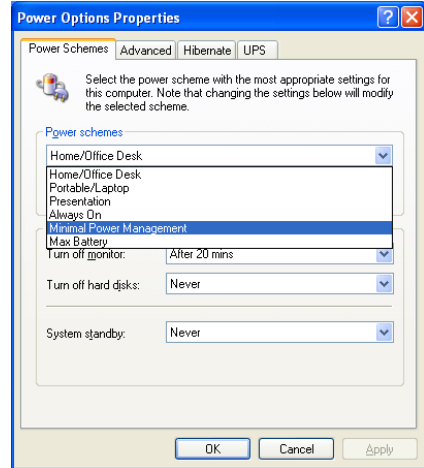 Power Options Properties
Power Schemes Advanced Hibernate UPS
Select the power scheme with the most appropriate settings for
this computer. Note that changing the settings below will modify
the selected scheme.
Power schemes
Home/Office Desk
Home/Office Desk
Portable/Laptop
Presentation
Always On
Minimal Power Management
Max Battery
Turn off monitor: After 20 mins
Turn off hard disks: Never
System standby: Never
OK Cancel Apply